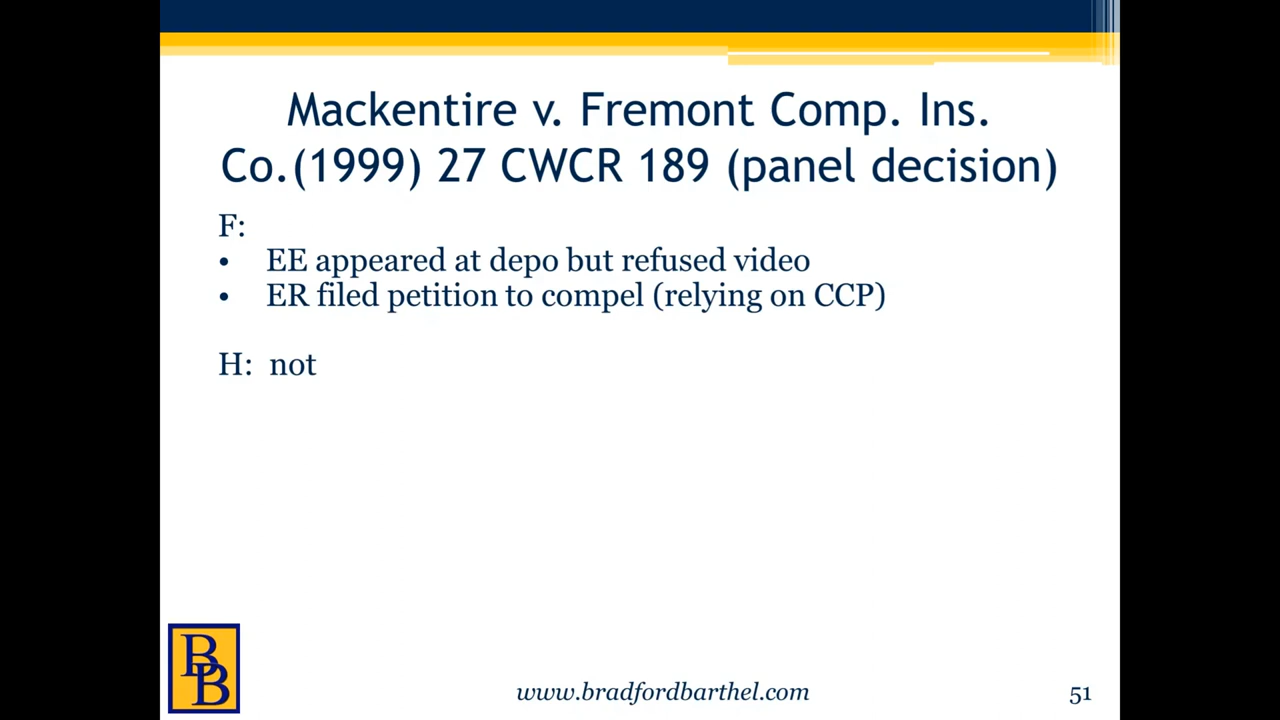 Mackentire v. Fremont Comp. Ins.
Co.(1999) 27 CWCR 189 (panel decision)
F:
• EE appeared at depo but refused video
• ER filed petition to compel (relying on CCP)
H: not
BB
www.bradfordbarthel.com
51